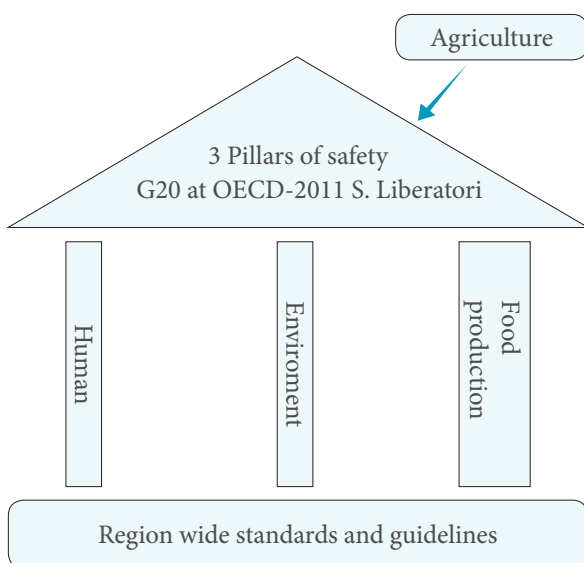 Agriculture
3 Pillars of safety
G20 at OECD-2011 S. Liberatori
Human
Enviroment
Food
production
Region wide standards and guidelines